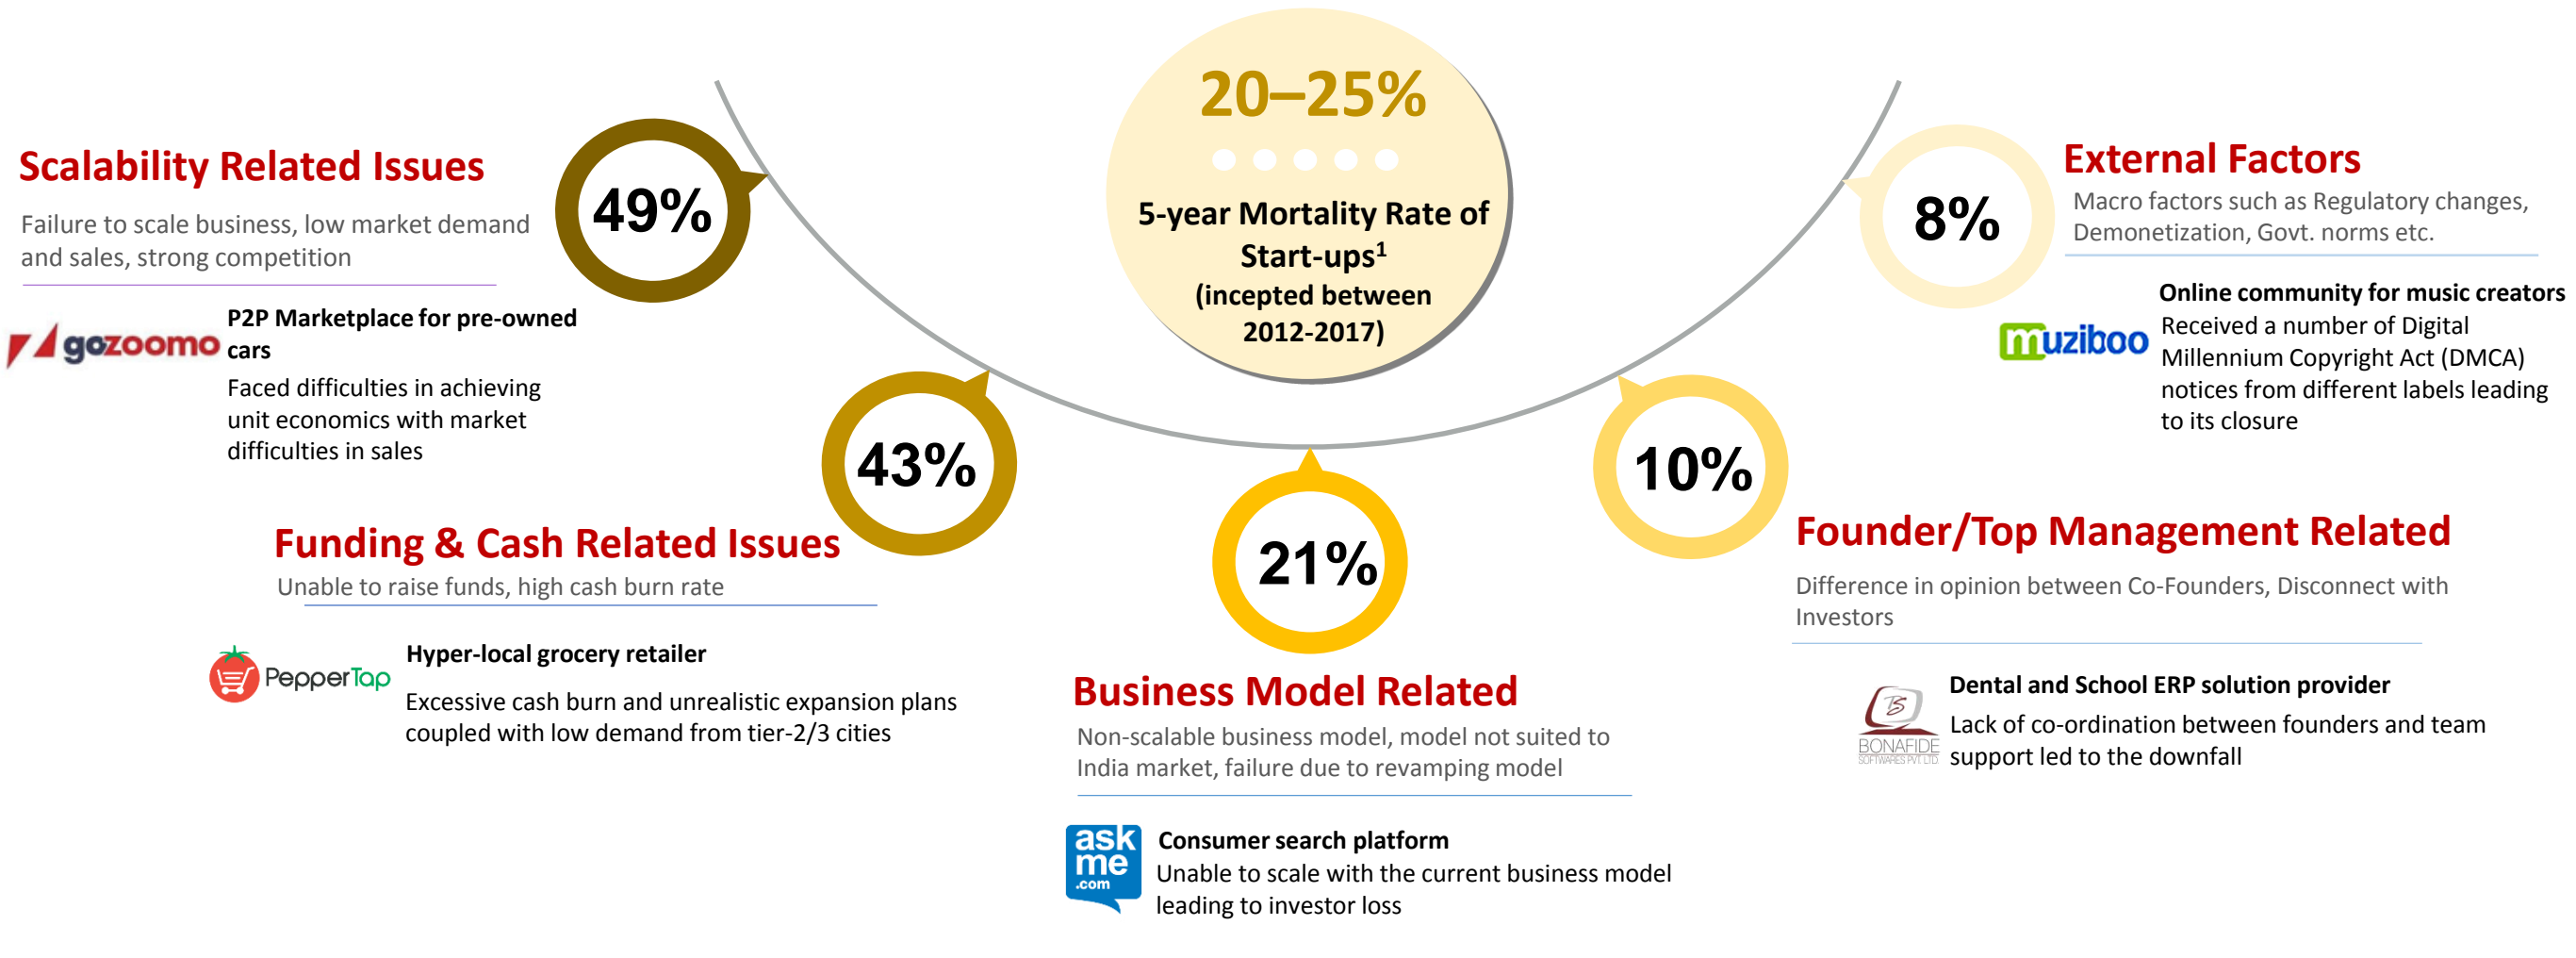 20–25%
5-year Mortality Rate of
Start-ups¹
(incepted between
2012-2017)
Scalability Related Issues
Failure to scale business, low market demand
and sales, strong competition
49%
gozoomo
P2P Marketplace for pre-owned
cars
Faced difficulties in achieving
unit economics with market
difficulties in sales
43%
Funding & Cash Related Issues
Unable to raise funds, high cash burn rate
PepperTap
Hyper-local grocery retailer
Excessive cash burn and unrealistic expansion plans
coupled with low demand from tier-2/3 cities
21%
Business Model Related
Non-scalable business model, model not suited to
India market, failure due to revamping model
ask
me
.com
Consumer search platform
Unable to scale with the current business model
leading to investor loss
10%
Founder/Top Management Related
Difference in opinion between Co-Founders, Disconnect with
Investors
BONAFIDE
SOFTWARES PVT. LTD.
Dental and School ERP solution provider
Lack of co-ordination between founders and team
support led to the downfall
8%
External Factors
Macro factors such as Regulatory changes,
Demonetization, Govt. norms etc.
muziboo
Online community for music creators
Received a number of Digital
Millennium Copyright Act (DMCA)
notices from different labels leading
to its closure